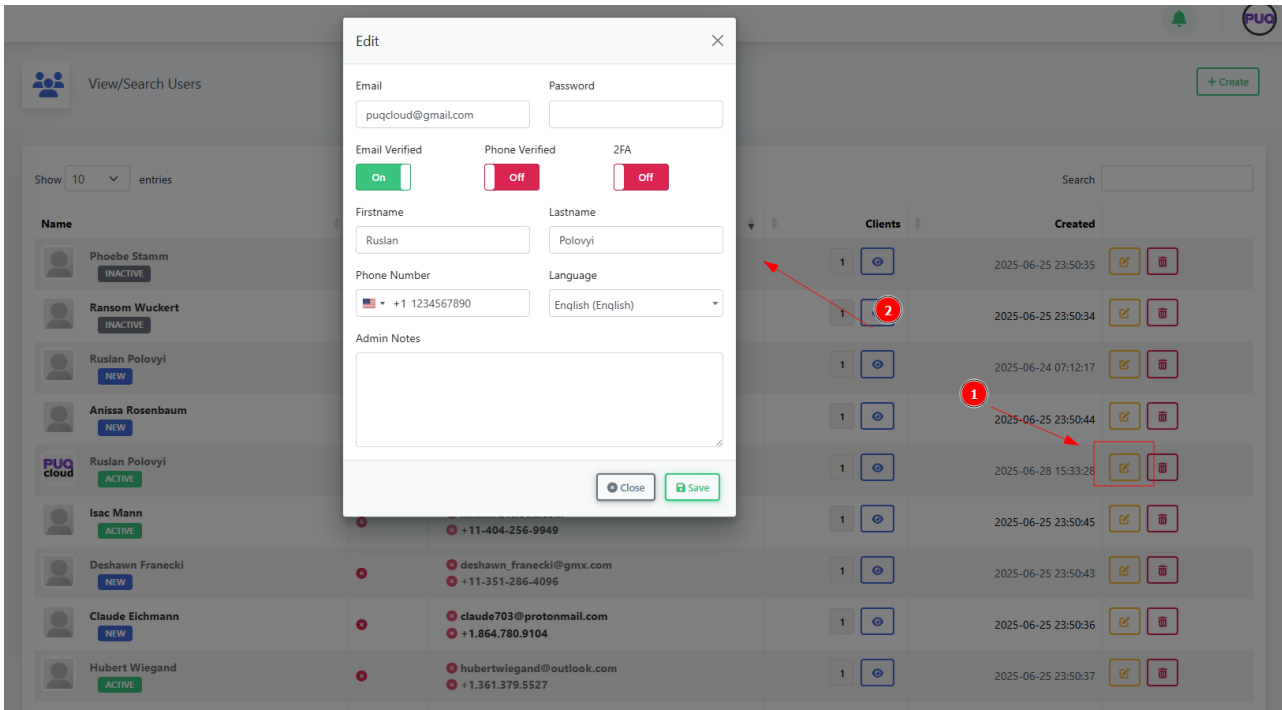 PUQ
Edit
View/Search Users
+ Create
Email Password
puqcloud@gmail.com
Email Verified Phone Verified 2FA
On Off Off
Firstname Lastname
Ruslan Polovyi
Phone Number Language
+1 1234567890 English (English)
Admin Notes
Close Save
Show 10 entries Search
Name Clients Created
Phoebe Stamm
INACTIVE
1 2025-06-25 23:50:35
Ransom Wuckert
INACTIVE
1 2025-06-25 23:50:34
2
Ruslan Polovyi
NEW
1 2025-06-24 07:12:17
1
Anissa Rosenbaum
NEW
1 2025-06-25 23:50:44
PUQ
cloud
Ruslan Polovyi
ACTIVE
1 2025-06-28 15:33:28
Isac Mann
ACTIVE
+11-404-256-9949
1 2025-06-25 23:50:45
Deshawn Franecki
NEW
deshawn_franecki@gmx.com
+11-351-286-4096
1 2025-06-25 23:50:43
Claude Eichmann
NEW
claude703@protonmail.com
+1.864.780.9104
1 2025-06-25 23:50:36
Hubert Wiegand
ACTIVE
hubertwiegand@outlook.com
+1.361.379.5527
1 2025-06-25 23:50:37